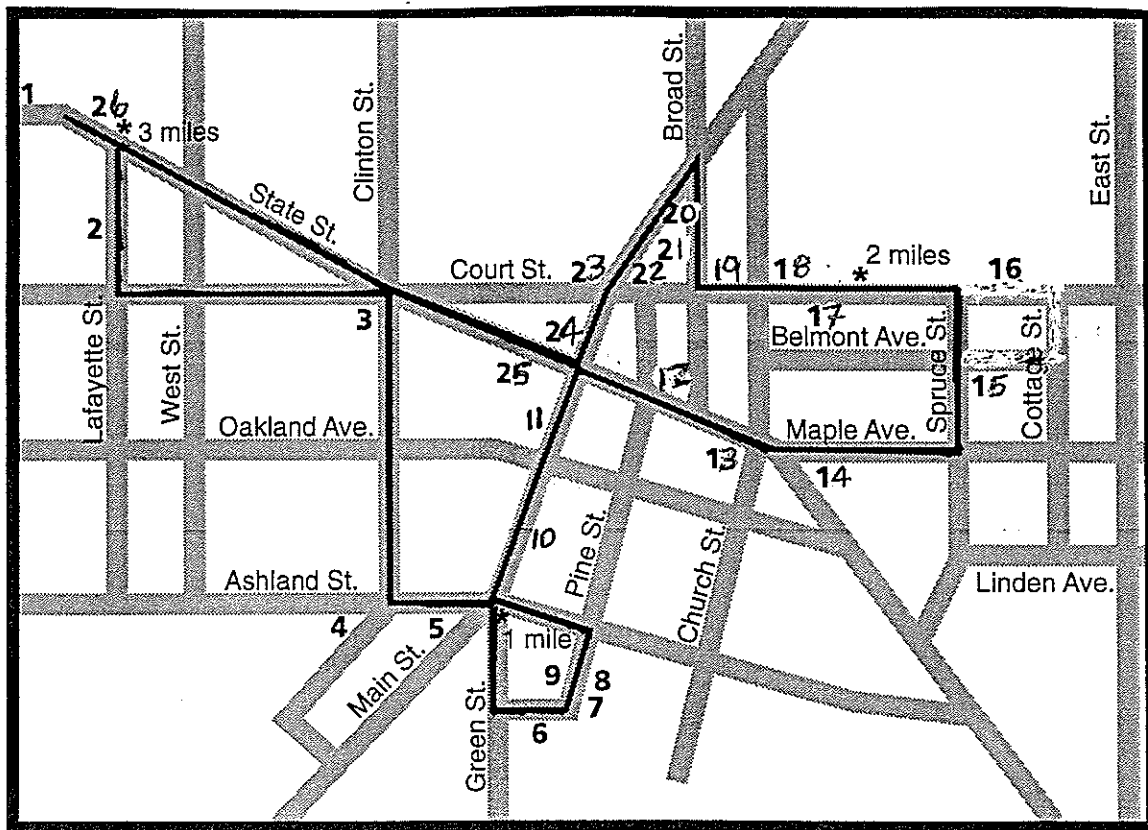 1
26
* 3 miles
Clinton St.
Broad St.
East St.
State St.
2
20
21
Court St.
23
22
19
18
* 2 miles
16
Lafayette St.
West St.
3
24
25
17
Belmont Ave.
Spruce St.
15
Cottage St.
12
Oakland Ave.
11
13
Maple Ave.
14
10
Pine St.
Church St.
Linden Ave.
Ashland St.
4
5
*
1 mile
Main St.
Green St.
9
8
7
6